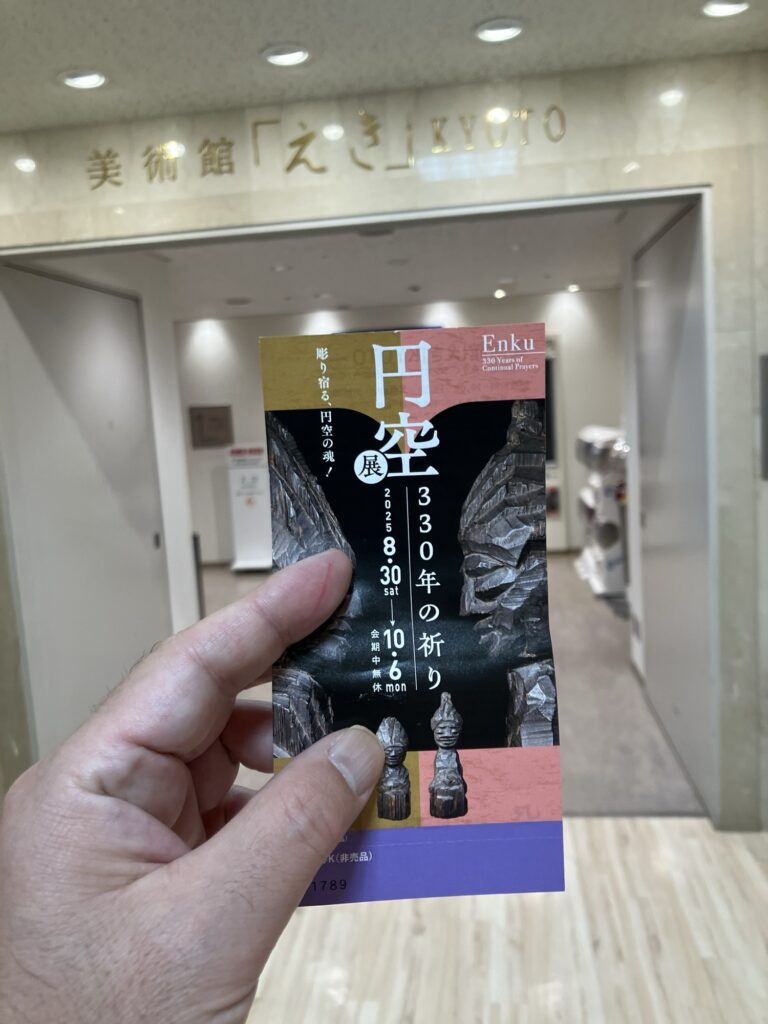 美術館「えき」KYOTO
Enku
330 Years of
Continual Prayers
円空展
彫り宿る、円空の魂!
330年の祈り
2025
8・30
sat
→
10・6
mon
会期中無休
(非売品)
1789